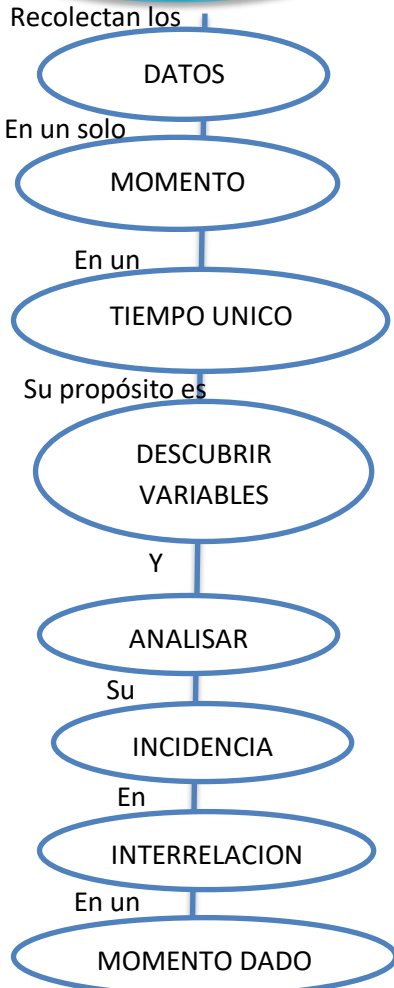 Recolectan los
DATOS
En un solo
MOMENTO
En un
TIEMPO UNICO
Su propósito es
DESCUBRIR
VARIABLES
Y
ANALISAR
Su
INCIDENCIA
En
INTERRELACION
En un
MOMENTO DADO